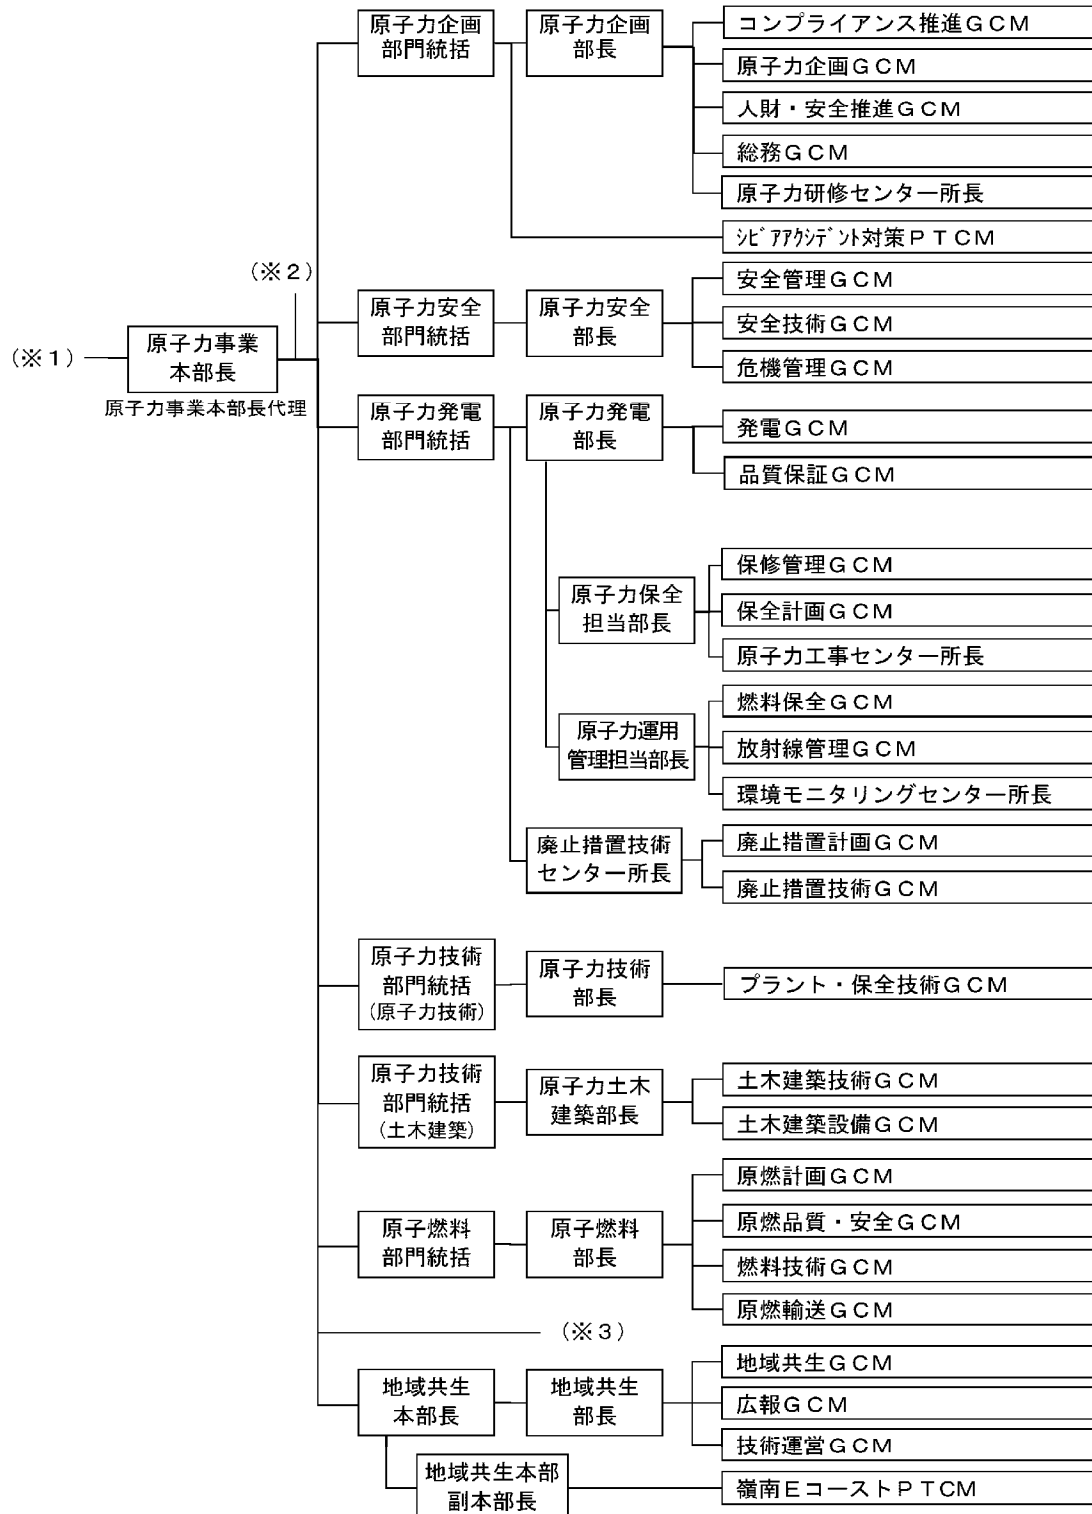 原子力企画
部門統括
原子力企画
部長
コンプライアンス推進ＧＣＭ
原子力企画ＧＣＭ
人財・安全推進ＧＣＭ
総務ＧＣＭ
原子力研修センター所長
ｼﾋﾞｱｱｸｼﾃﾞﾝﾄ対策ＰＴＣＭ
（※２）
原子力安全
部門統括
原子力安全
部長
安全管理ＧＣＭ
安全技術ＧＣＭ
危機管理ＧＣＭ
（※１）
原子力事業
本部長
原子力事業本部長代理
原子力発電
部門統括
原子力発電
部長
発電ＧＣＭ
品質保証ＧＣＭ
原子力保全
担当部長
保修管理ＧＣＭ
保全計画ＧＣＭ
原子力工事センター所長
原子力運用
管理担当部長
燃料保全ＧＣＭ
放射線管理ＧＣＭ
環境モニタリングセンター所長
廃止措置技術
センター所長
廃止措置計画ＧＣＭ
廃止措置技術ＧＣＭ
原子力技術
部門統括
（原子力技術）
原子力技術
部長
プラント・保全技術ＧＣＭ
原子力技術
部門統括
（土木建築）
原子力土木
建築部長
土木建築技術ＧＣＭ
土木建築設備ＧＣＭ
原子燃料
部門統括
原子燃料
部長
原燃計画ＧＣＭ
原燃品質・安全ＧＣＭ
燃料技術ＧＣＭ
原燃輸送ＧＣＭ
（※３）
地域共生
本部長
地域共生
部長
地域共生ＧＣＭ
広報ＧＣＭ
技術運営ＧＣＭ
地域共生本部
副本部長
嶺南ＥコーストＰＴＣＭ